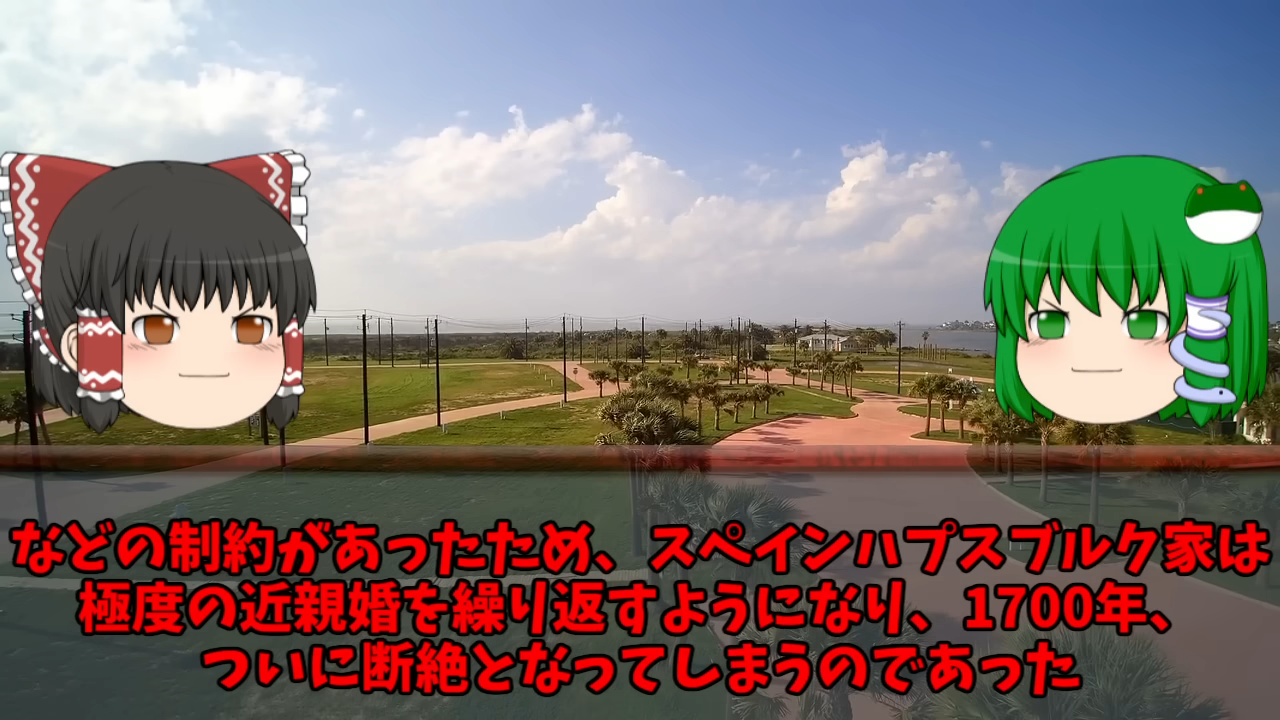 などの制約があったため、スペインハプスブルク家は
極度の近親婚を繰り返すようになり、1700年、
ついに断絶となってしまうのであった